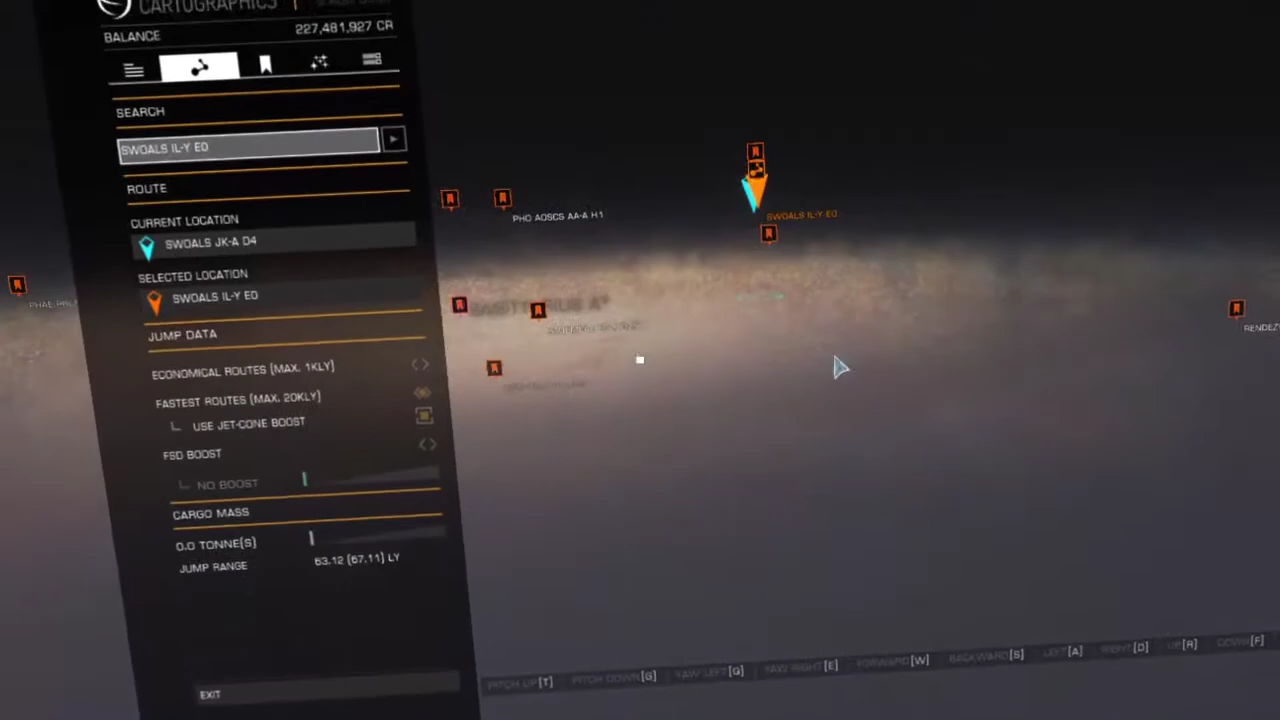 CARTOGRAPHICS
BALANCE 227,481,927 CR
SEARCH
SWOALS IL-Y E0
ROUTE
CURRENT LOCATION
SWOALS JK-A D4
SELECTED LOCATION
SWOALS IL-Y E0
JUMP DATA
ECONOMICAL ROUTES (MAX. 1KLY)
FASTEST ROUTES (MAX. 20KLY)
USE JET-CONE BOOST
FSD BOOST
NO BOOST
CARGO MASS
0.0 TONNE(S)
JUMP RANGE 63.12 (67.11) LY
EXIT
PHO AOSCS AA-A H1
SWOALS IL-Y E0
SAGITTARIUS A*
RENDEZ
PITCH UP[T] PITCH DOWN[G] YAW LEFT[Q] YAW RIGHT[E] FORWARD[W] BACKWARD[S] LEFT[A] RIGHT[D] UP[R] DOWN[F]